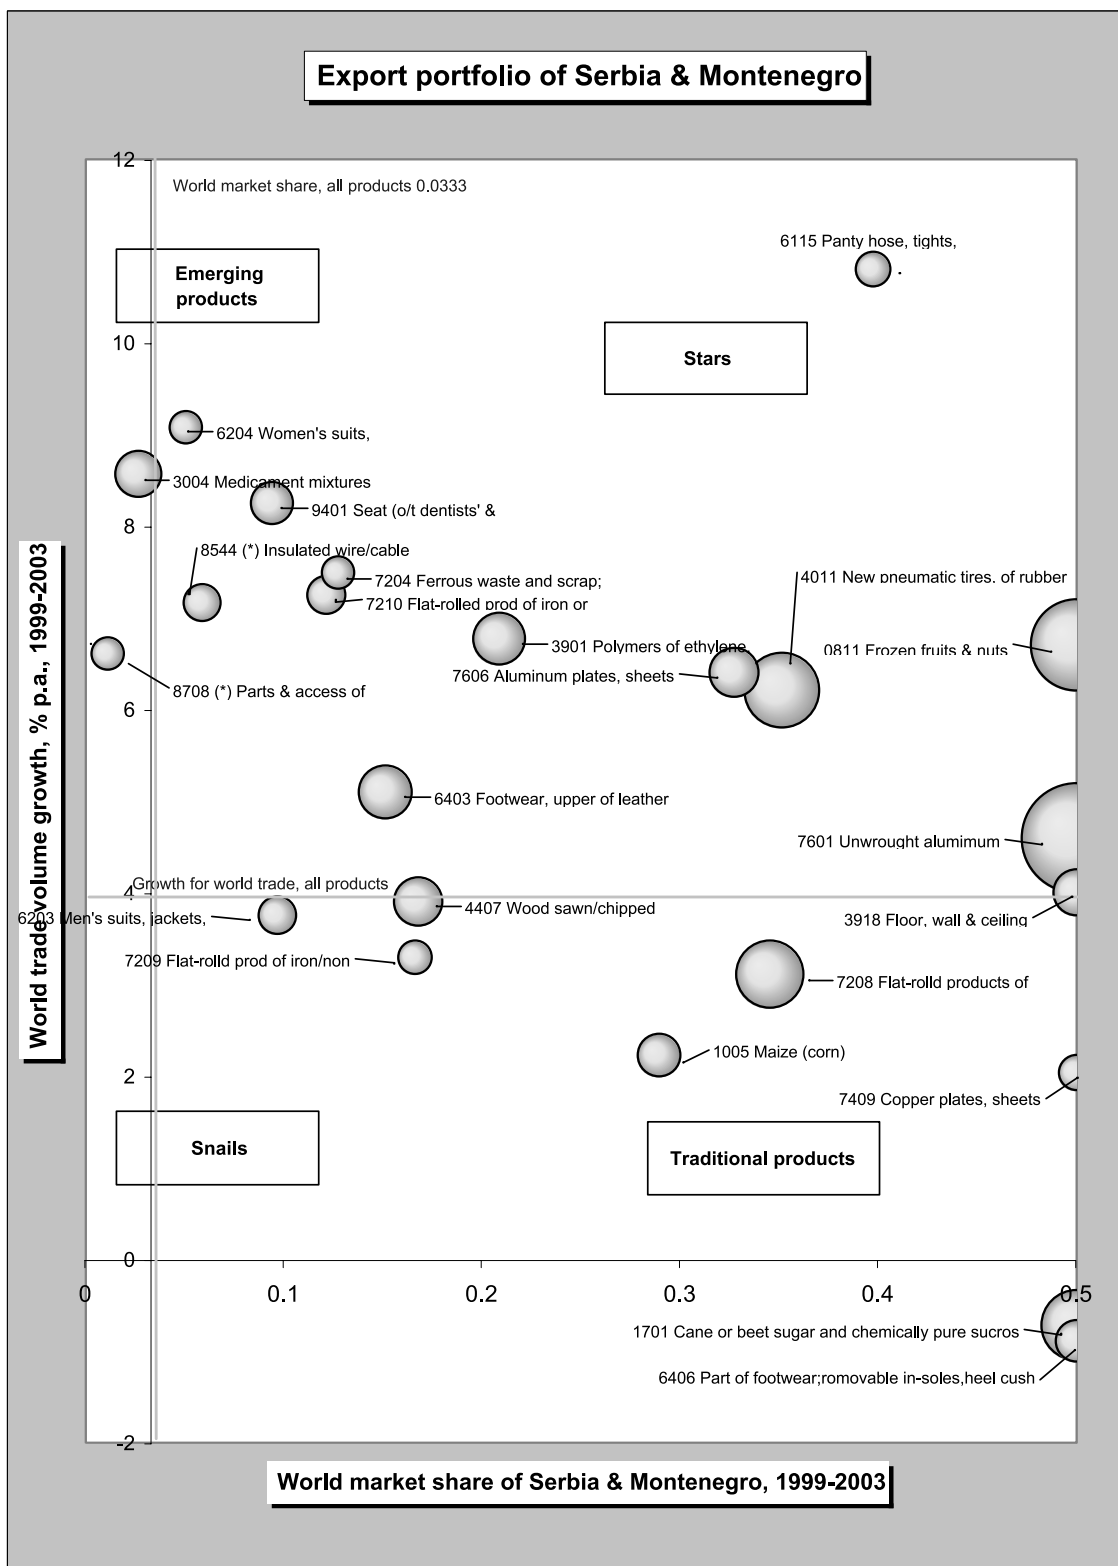 Export portfolio of Serbia & Montenegro
12
World market share, all products 0.0333
6115 Panty hose, tights,
Emerging
products
10
Stars
6204 Women's suits,
3004 Medicament mixtures
9401 Seat (o/t dentists' &
8
8544 (*) Insulated wire/cable
7204 Ferrous waste and scrap;
4011 New pneumatic tires, of rubber
7210 Flat-rolled prod of iron or
3901 Polymers of ethylene
0811 Frozen fruits & nuts
7606 Aluminum plates, sheets
8708 (*) Parts & access of
6
6403 Footwear, upper of leather
7601 Unwrought alumimum
Growth for world trade, all products
4
4407 Wood sawn/chipped
6203 Men's suits, jackets,
3918 Floor, wall & ceiling
7209 Flat-rolld prod of iron/non
7208 Flat-rolld products of
1005 Maize (corn)
2
7409 Copper plates, sheets
Snails
Traditional products
0
0 0.1 0.2 0.3 0.4 0.5
1701 Cane or beet sugar and chemically pure sucros
6406 Part of footwear;romovable in-soles,heel cush
-2
World trade volume growth, % p.a., 1999-2003
World market share of Serbia & Montenegro, 1999-2003